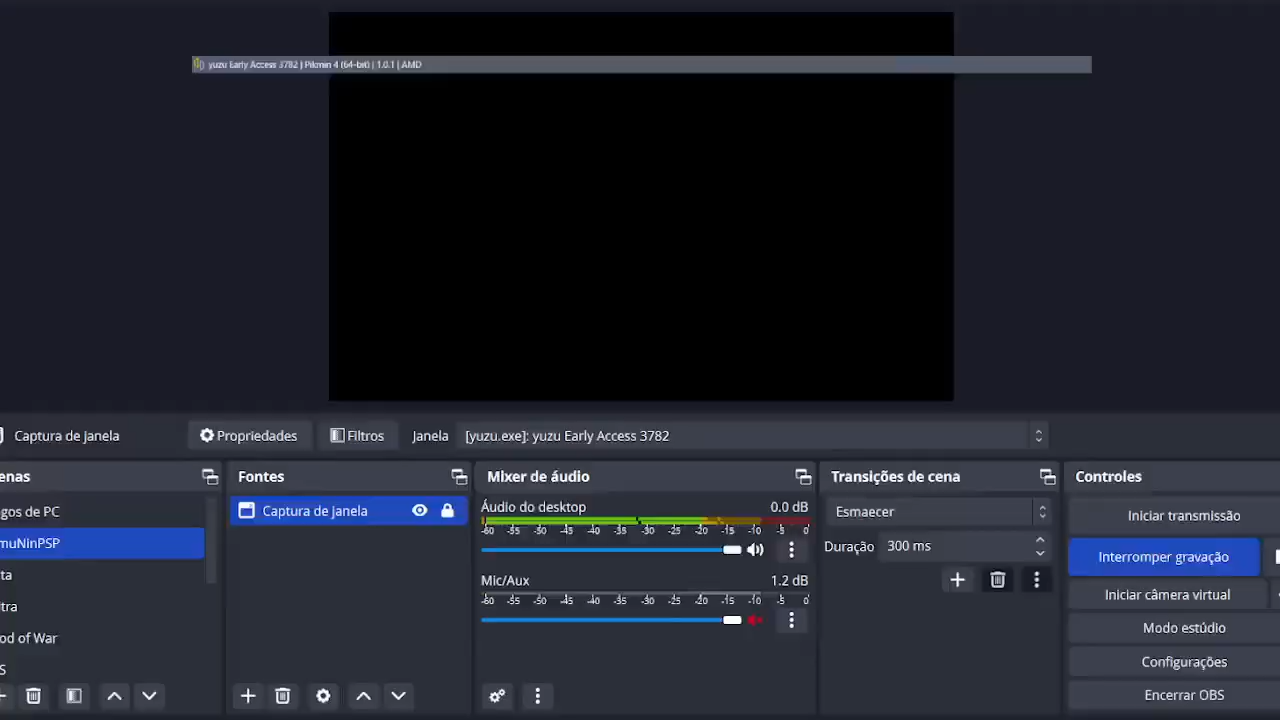 yuzu Early Access 3782 | Pikmin 4 (64-bit) | 1.0.1 | AMD
Captura de Janela
Propriedades
Filtros
Janela
[yuzu.exe]: yuzu Early Access 3782
enas
Fontes
Mixer de áudio
Transições de cena
Controles
gos de PC
muNinPSP
ta
tra
od of War
S
Captura de Janela
Áudio do desktop
0.0 dB
-60 -55 -50 -45 -40 -35 -30 -25 -20 -15 -10 -5 0
Mic/Aux
1.2 dB
-60 -55 -50 -45 -40 -35 -30 -25 -20 -15 -10 -5 0
Esmaecer
Duração
300 ms
Iniciar transmissão
Interromper gravação
Iniciar câmera virtual
Modo estúdio
Configurações
Encerrar OBS